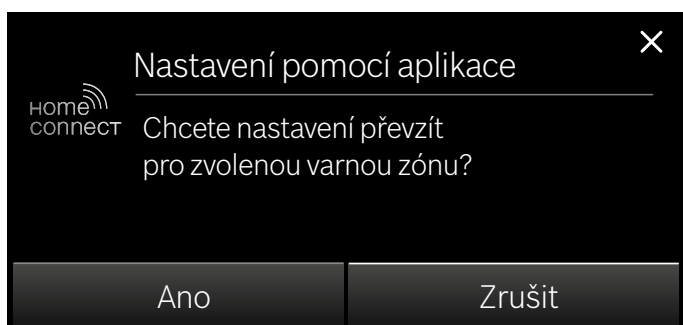 Nastavení pomocí aplikace
HOME
CONNECT
Chcete nastavení převzít
pro zvolenou varnou zónu?
Ano
Zrušit